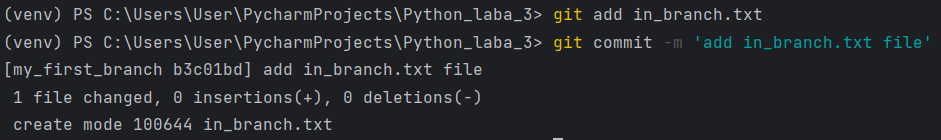 (venv) PS C:\Users\User\PycharmProjects\Python_laba_3> git add in_branch.txt
(venv) PS C:\Users\User\PycharmProjects\Python_laba_3> git commit -m 'add in_branch.txt file'
[my_first_branch b3c01bd] add in_branch.txt file
 1 file changed, 0 insertions(+), 0 deletions(-)
 create mode 100644 in_branch.txt